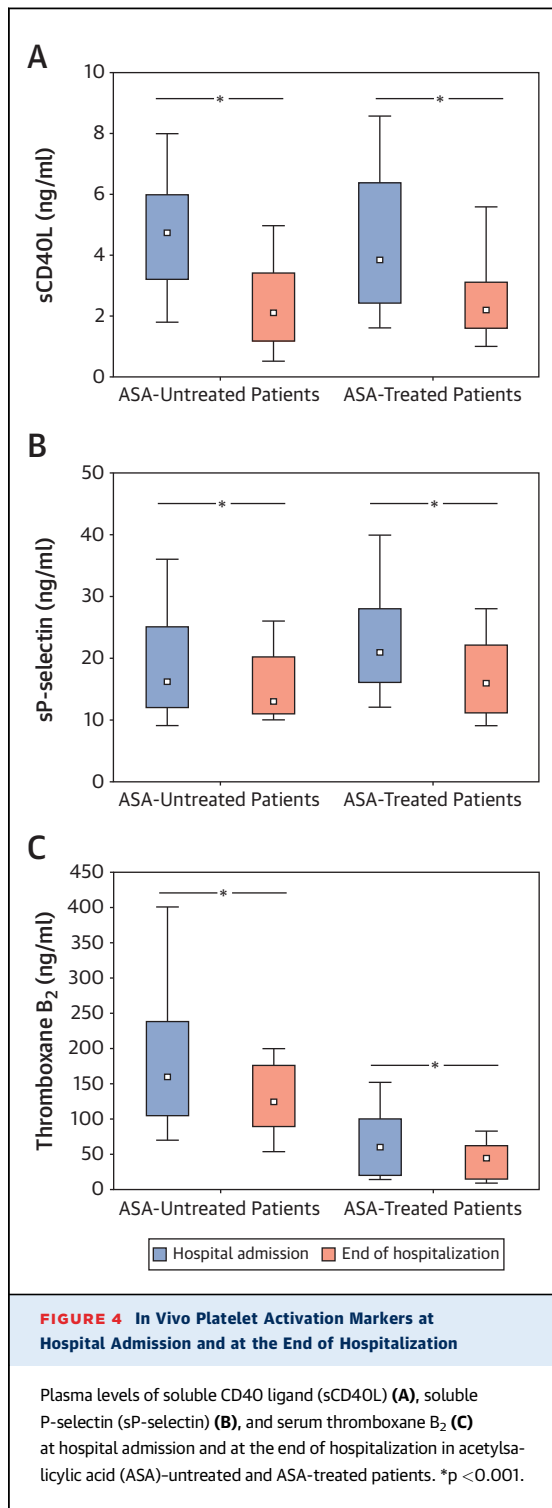 A
10
8
6
4
2
0
sCD40L (ng/ml)
*
*
ASA-Untreated Patients
ASA-Treated Patients
B
50
40
30
20
10
0
sP-selectin (ng/ml)
*
*
ASA-Untreated Patients
ASA-Treated Patients
C
450
400
350
300
250
200
150
100
50
0
Thromboxane B₂ (ng/ml)
*
*
ASA-Untreated Patients
ASA-Treated Patients
Hospital admission
End of hospitalization
FIGURE 4 In Vivo Platelet Activation Markers at
Hospital Admission and at the End of Hospitalization
Plasma levels of soluble CD40 ligand (sCD40L) (A), soluble
P-selectin (sP-selectin) (B), and serum thromboxane B₂ (C)
at hospital admission and at the end of hospitalization in acetylsa-
licylic acid (ASA)–untreated and ASA-treated patients. *p <0.001.